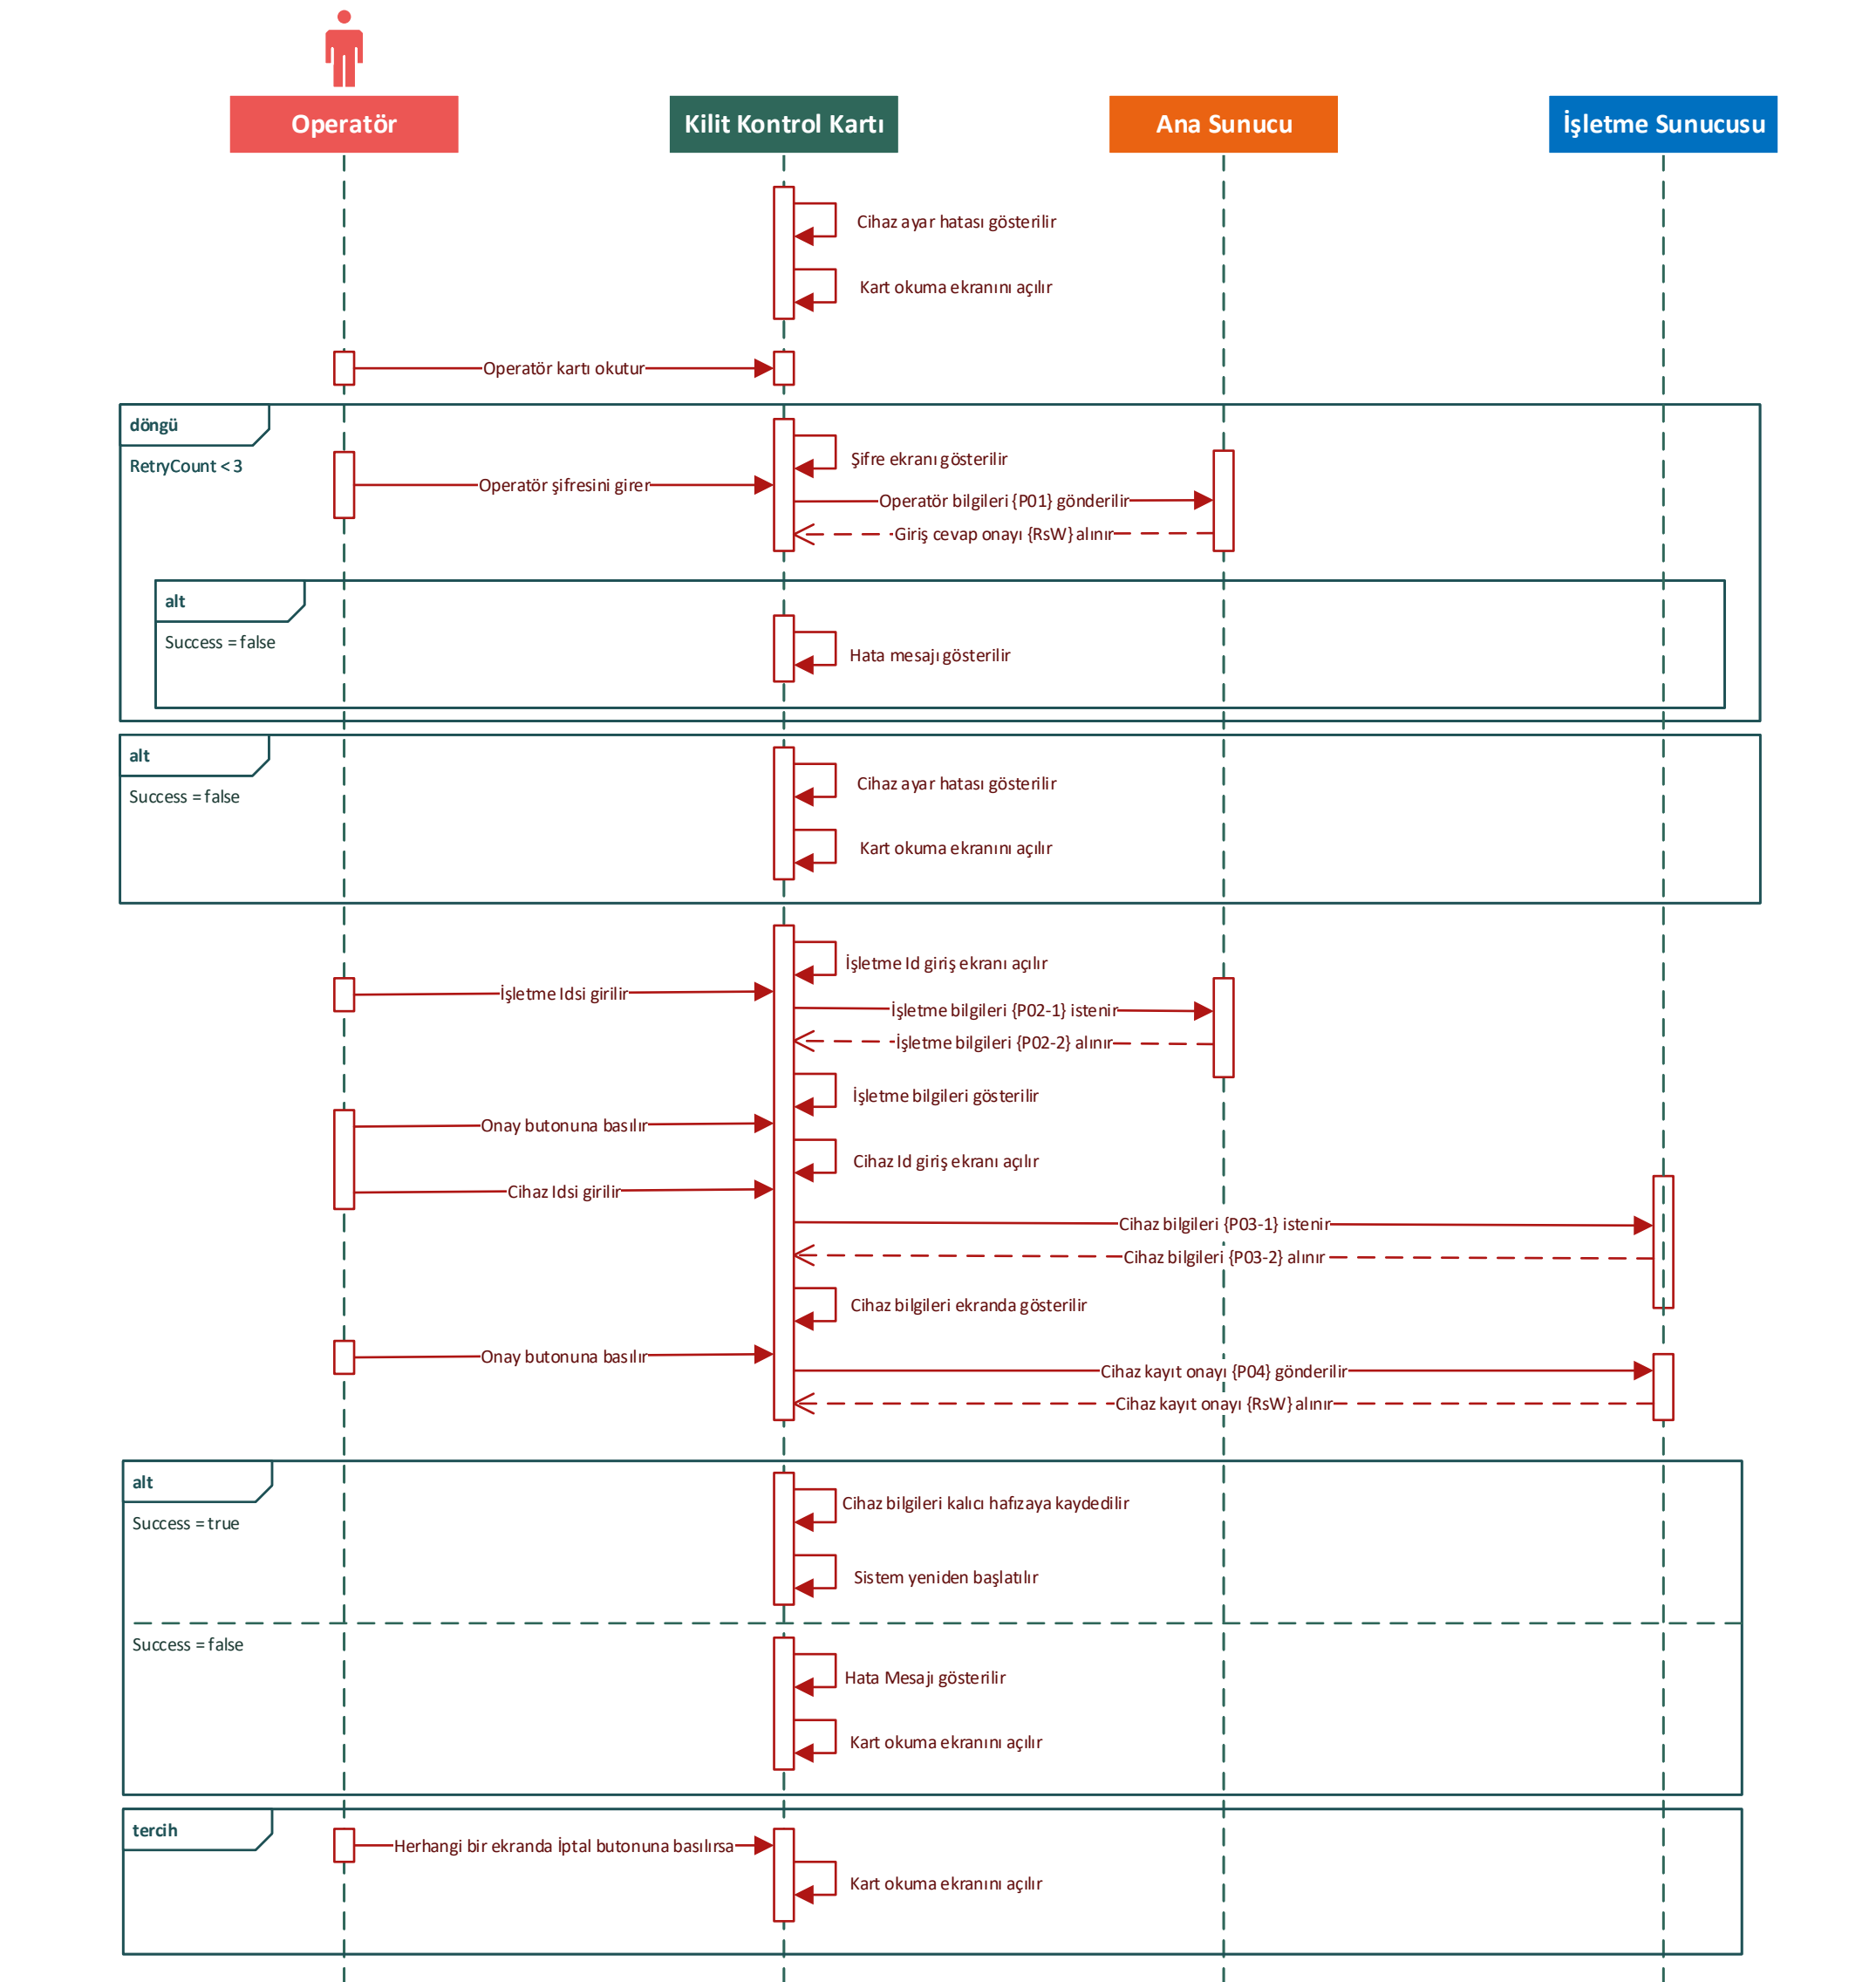 Operatör
Kilit Kontrol Kartı
Ana Sunucu
İşletme Sunucusu
Cihaz ayar hatası gösterilir
Kart okuma ekranını açılır
Operatör kartı okutur
döngü
RetryCount < 3
Şifre ekranı gösterilir
Operatör şifresini girer
Operatör bilgileri {P01} gönderilir
Giriş cevap onayı {RsW} alınır
alt
Success = false
Hata mesajı gösterilir
alt
Success = false
Cihaz ayar hatası gösterilir
Kart okuma ekranını açılır
İşletme Id giriş ekranı açılır
İşletme Idsi girilir
İşletme bilgileri {P02-1} istenir
İşletme bilgileri {P02-2} alınır
İşletme bilgileri gösterilir
Onay butonuna basılır
Cihaz Id giriş ekranı açılır
Cihaz Idsi girilir
Cihaz bilgileri {P03-1} istenir
Cihaz bilgileri {P03-2} alınır
Cihaz bilgileri ekranda gösterilir
Onay butonuna basılır
Cihaz kayıt onayı {P04} gönderilir
Cihaz kayıt onayı {RsW} alınır
alt
Success = true
Cihaz bilgileri kalıcı hafızaya kaydedilir
Sistem yeniden başlatılır
Success = false
Hata Mesajı gösterilir
Kart okuma ekranını açılır
tercih
Herhangi bir ekranda İptal butonuna basılırsa
Kart okuma ekranını açılır